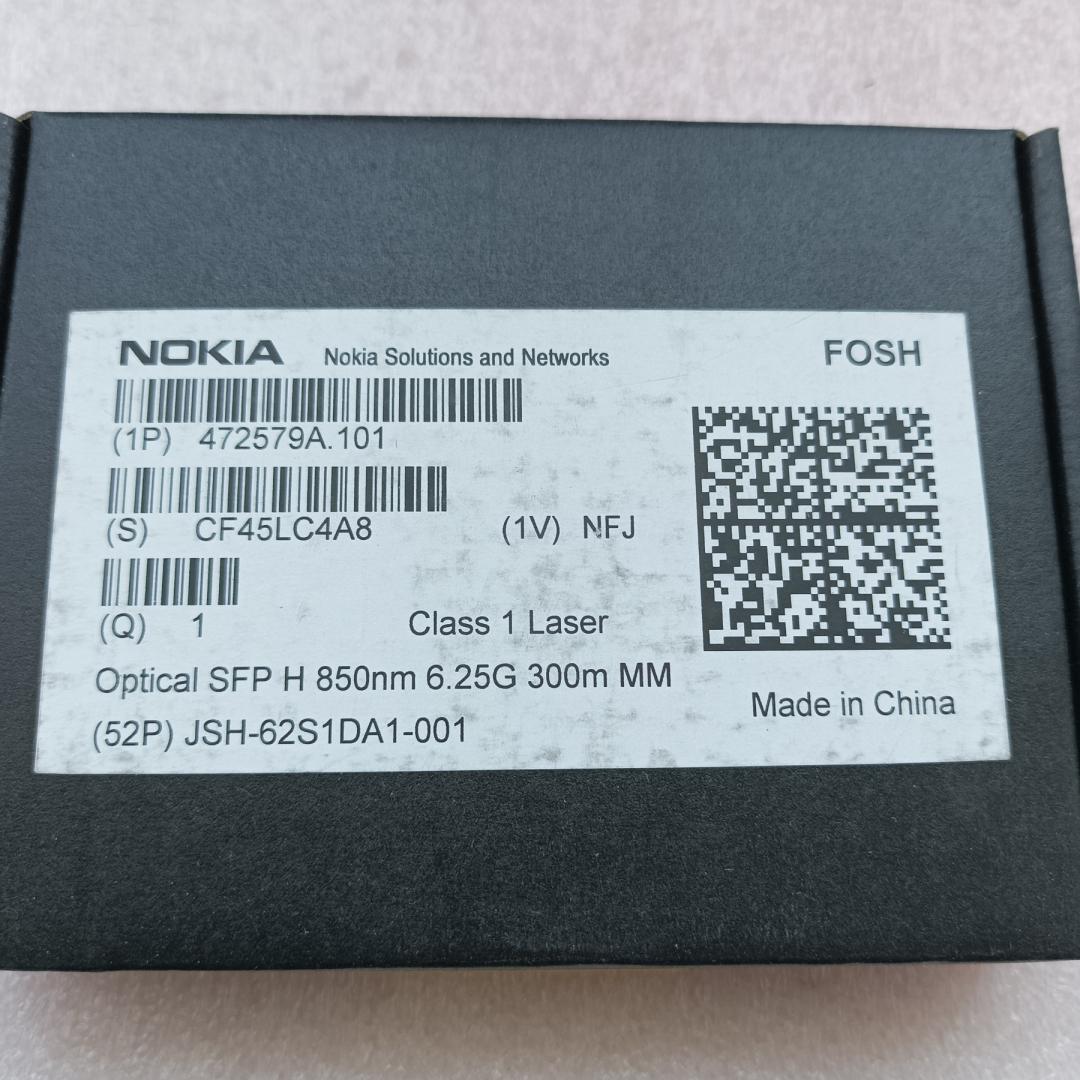 NOKIA Nokia Solutions and Networks FOSH
(1P) 472579A.101
(S) CF45LC4A8 (1V) NFJ
(Q) 1 Class 1 Laser
Optical SFP H 850nm 6.25G 300m MM
Made in China
(52P) JSH-62S1DA1-001